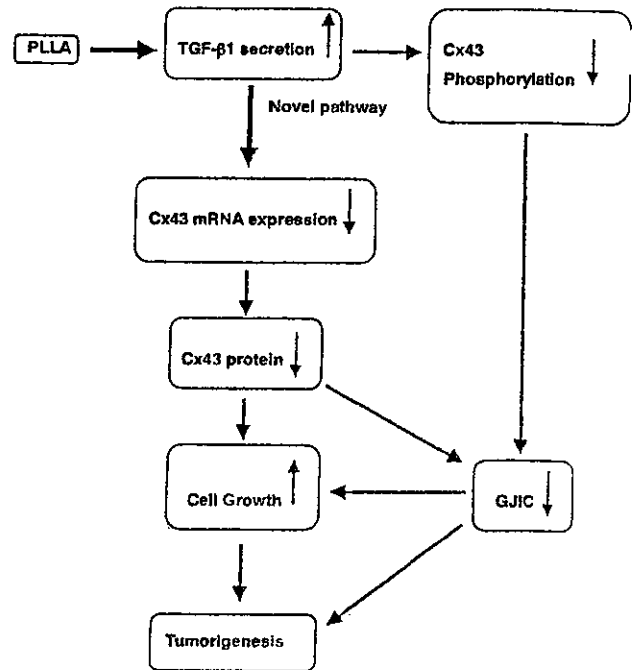 PLLA
TGF-β1 secretion
Cx43
Phosphorylation
Novel pathway
Cx43 mRNA expression
Cx43 protein
Cell Growth
GJIC
Tumorigenesis